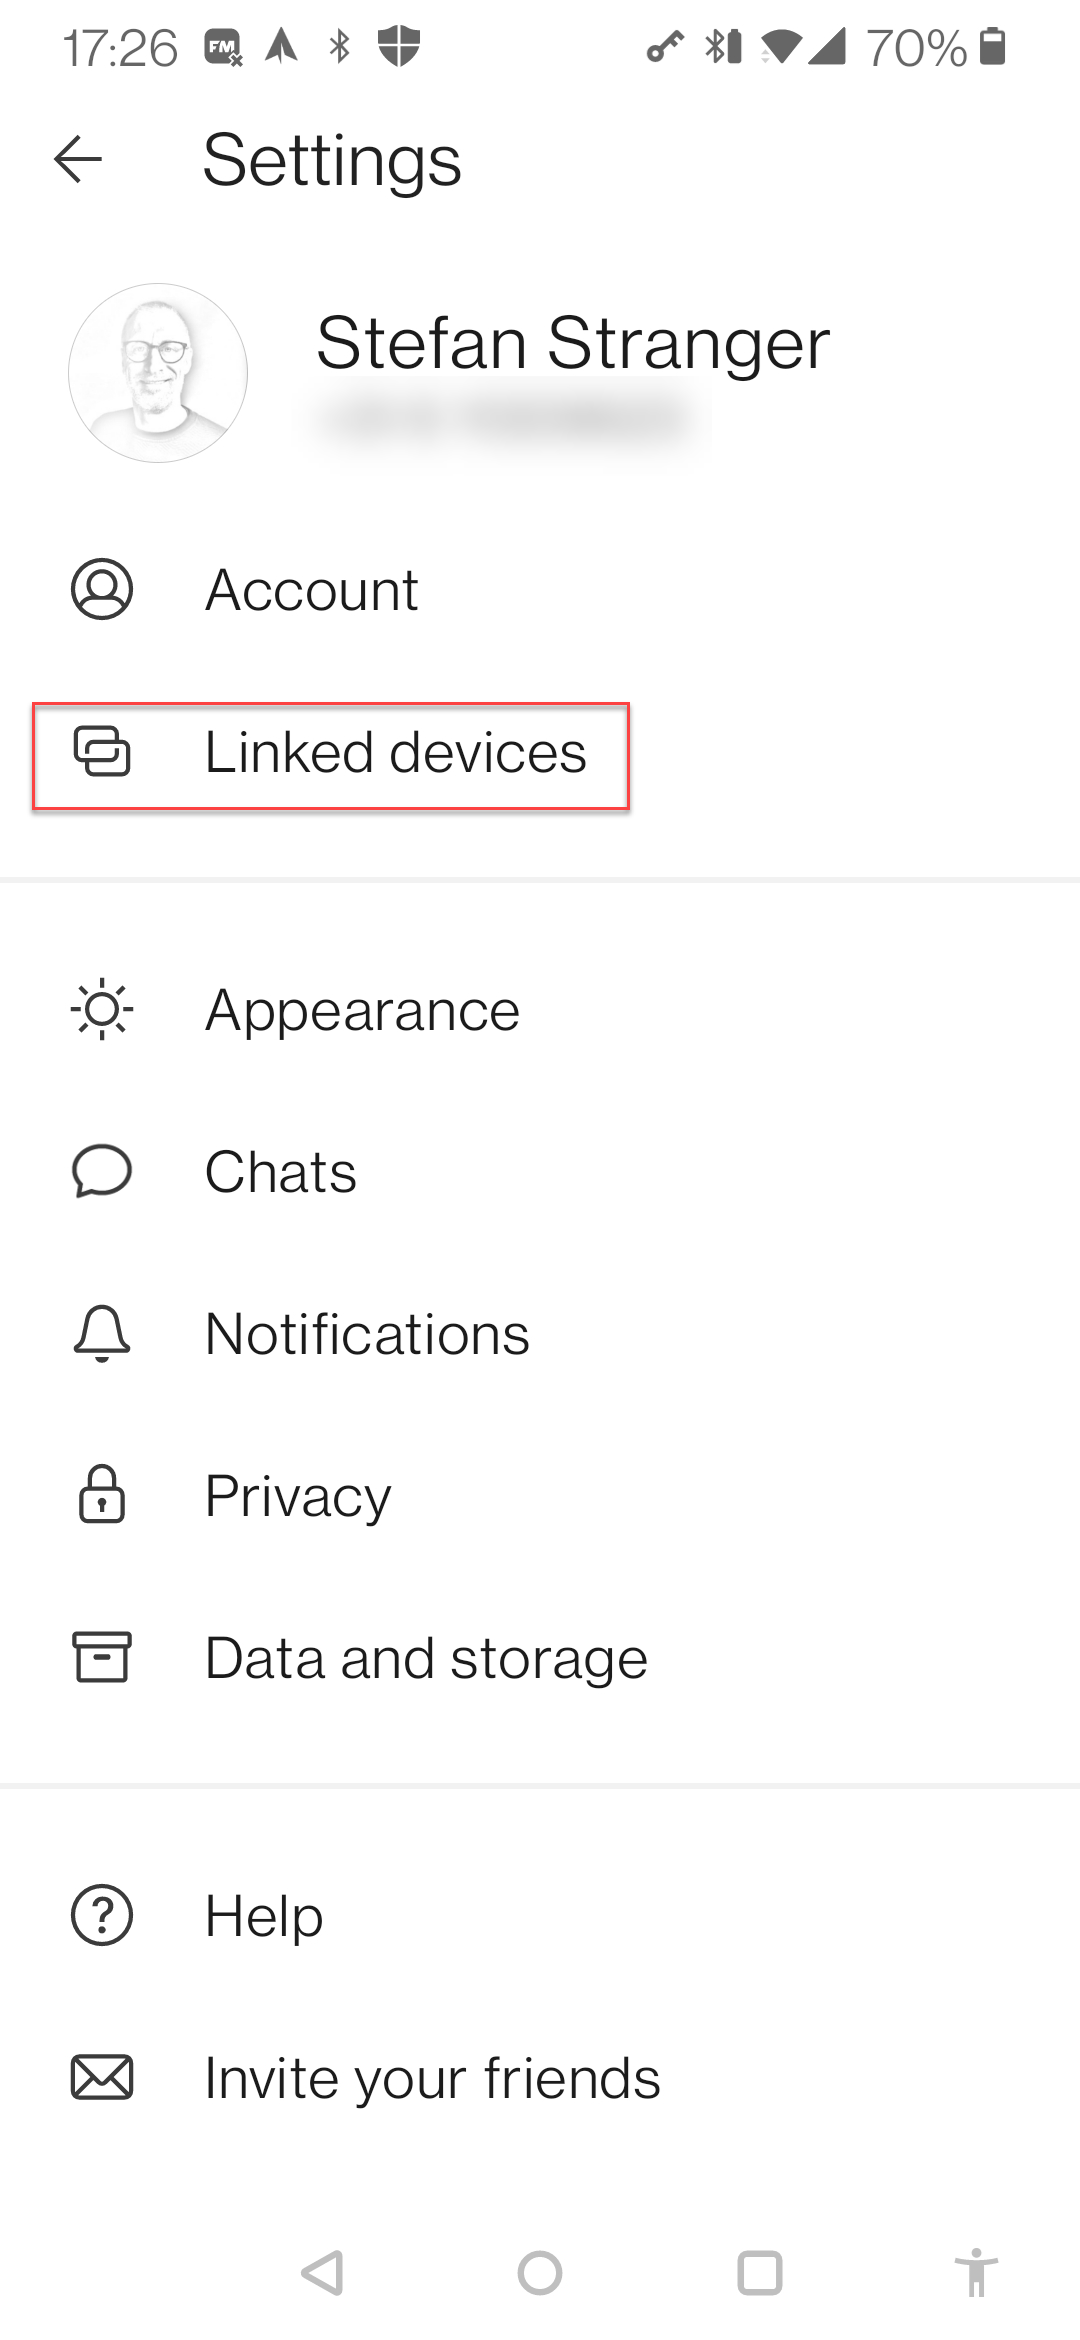 17:26 FM 70%
Settings
Stefan Stranger
Account
Linked devices
Appearance
Chats
Notifications
Privacy
Data and storage
Help
Invite your friends